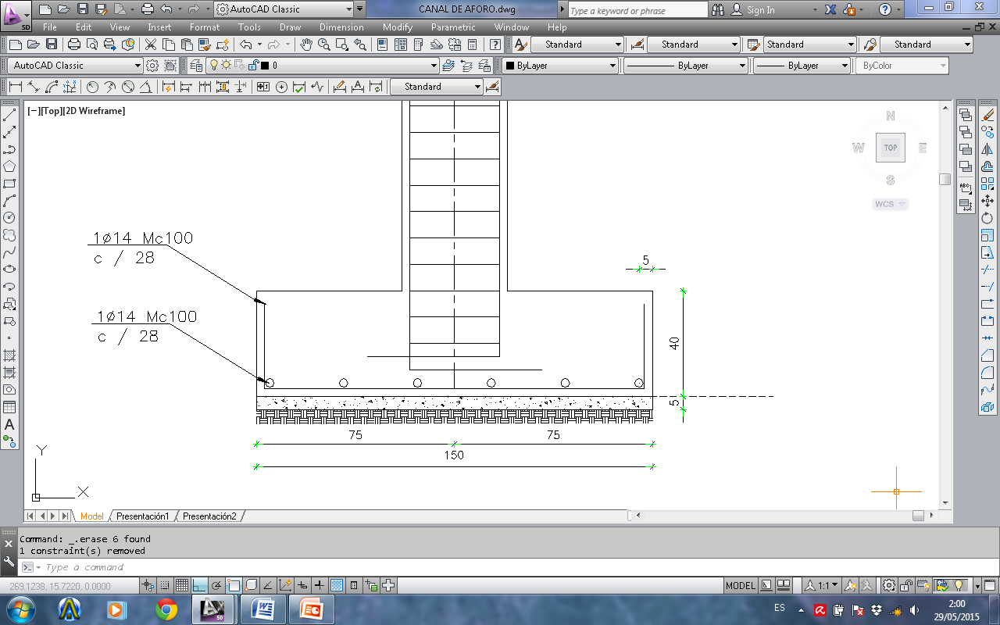 AutoCAD Classic
CANAL DE AFORO.dwg
Type a keyword or phrase
Sign In
SD
File Edit View Insert Format Tools Draw Dimension Modify Parametric Window Help
Standard Standard Standard Standard
AutoCAD Classic
0
ByLayer ByLayer ByLayer ByColor
Standard
[−][Top][2D Wireframe]
N
W TOP E
S
WCS
1ø14 Mc100
c / 28
5
1ø14 Mc100
c / 28
40
5
75 75
150
Y
X
Model Presentación1 Presentación2
Command: _.erase 6 found
1 constraint(s) removed
Type a command
269.1238, 15.7220, 0.0000
MODEL
1:1
ES
2:00
29/05/2015